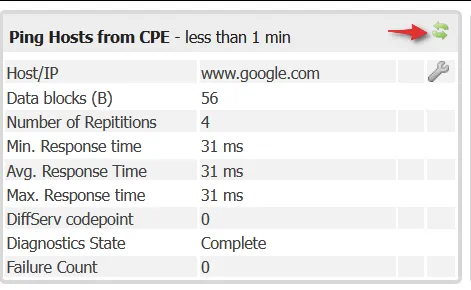 Ping Hosts from CPE - less than 1 min
Host/IP www.google.com
Data blocks (B) 56
Number of Repititions 4
Min. Response time 31 ms
Avg. Response Time 31 ms
Max. Response time 31 ms
DiffServ codepoint 0
Diagnostics State Complete
Failure Count 0